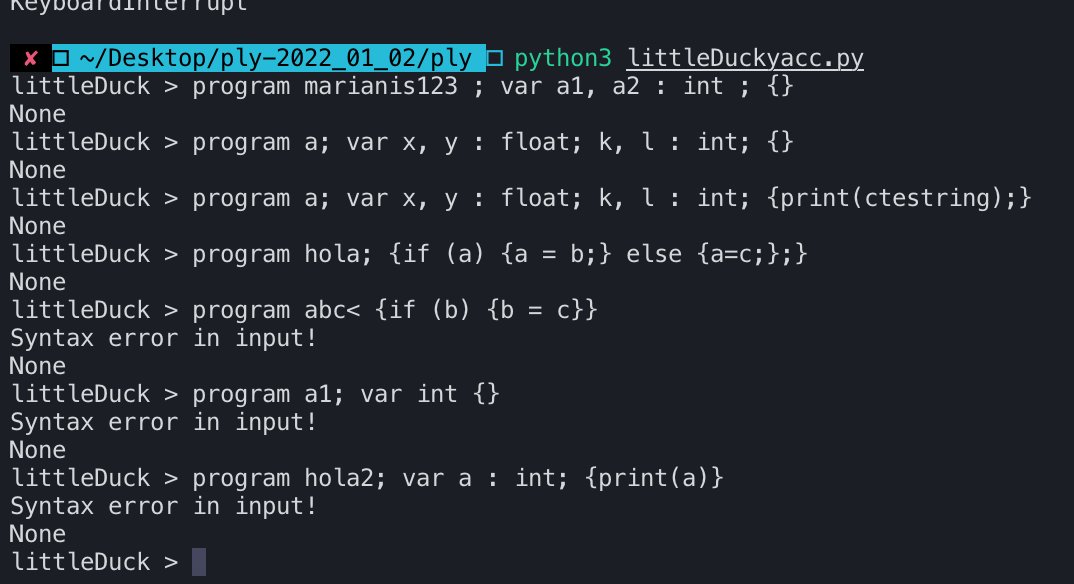 KeyboardInterrupt
✘ ~/Desktop/ply-2022_01_02/ply python3 littleDuckyacc.py
littleDuck > program marianis123 ; var a1, a2 : int ; {}
None
littleDuck > program a; var x, y : float; k, l : int; {}
None
littleDuck > program a; var x, y : float; k, l : int; {print(ctestring);}
None
littleDuck > program hola; {if (a) {a = b;} else {a=c;};}
None
littleDuck > program abc< {if (b) {b = c}}
Syntax error in input!
None
littleDuck > program a1; var int {}
Syntax error in input!
None
littleDuck > program hola2; var a : int; {print(a)}
Syntax error in input!
None
littleDuck >